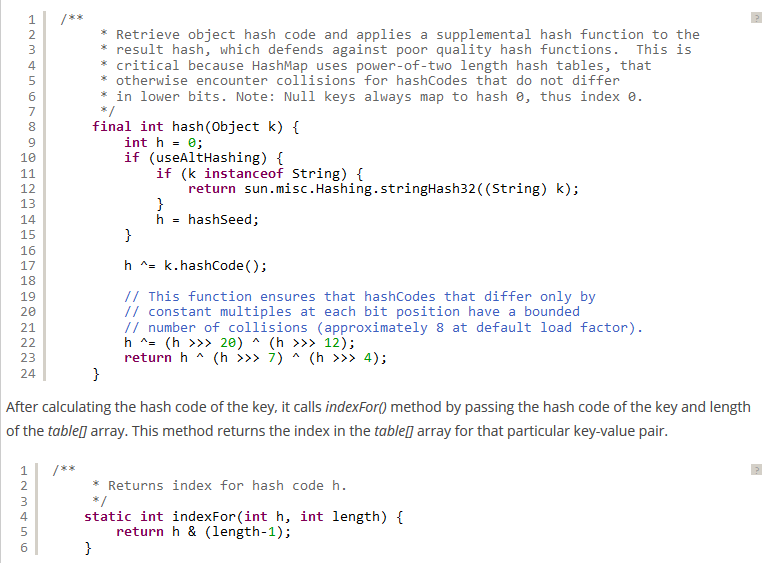 1 /**
2 * Retrieve object hash code and applies a supplemental hash function to the
3 * result hash, which defends against poor quality hash functions.  This is
4 * critical because HashMap uses power-of-two length hash tables, that
5 * otherwise encounter collisions for hashCodes that do not differ
6 * in lower bits. Note: Null keys always map to hash 0, thus index 0.
7 */
8 final int hash(Object k) {
9 int h = 0;
10 if (useAltHashing) {
11 if (k instanceof String) {
12 return sun.misc.Hashing.stringHash32((String) k);
13 }
14 h = hashSeed;
15 }
16
17 h ^= k.hashCode();
18
19 // This function ensures that hashCodes that differ only by
20 // constant multiples at each bit position have a bounded
21 // number of collisions (approximately 8 at default load factor).
22 h ^= (h >>> 20) ^ (h >>> 12);
23 return h ^ (h >>> 7) ^ (h >>> 4);
24 }
?
After calculating the hash code of the key, it calls indexFor() method by passing the hash code of the key and length
of the table[] array. This method returns the index in the table[] array for that particular key-value pair.
1 /**
2 * Returns index for hash code h.
3 */
4 static int indexFor(int h, int length) {
5 return h & (length-1);
6 }
?